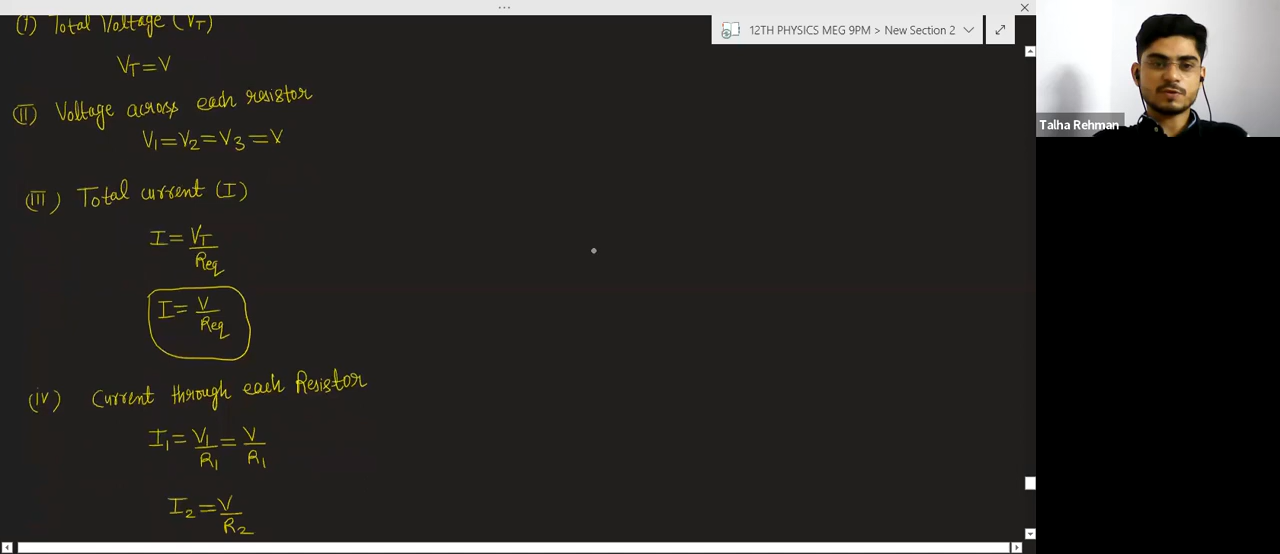 12TH PHYSICS MEG 9PM > New Section 2
(i) Total Voltage (VT)
VT = V
(II) Voltage across each resistor
V1 = V2 = V3 = V
(III) Total current (I)
I = VT/Req
I = V/Req
(iv) Current through each Resistor
I1 = V1/R1 = V/R1
I2 = V/R2
Talha Rehman